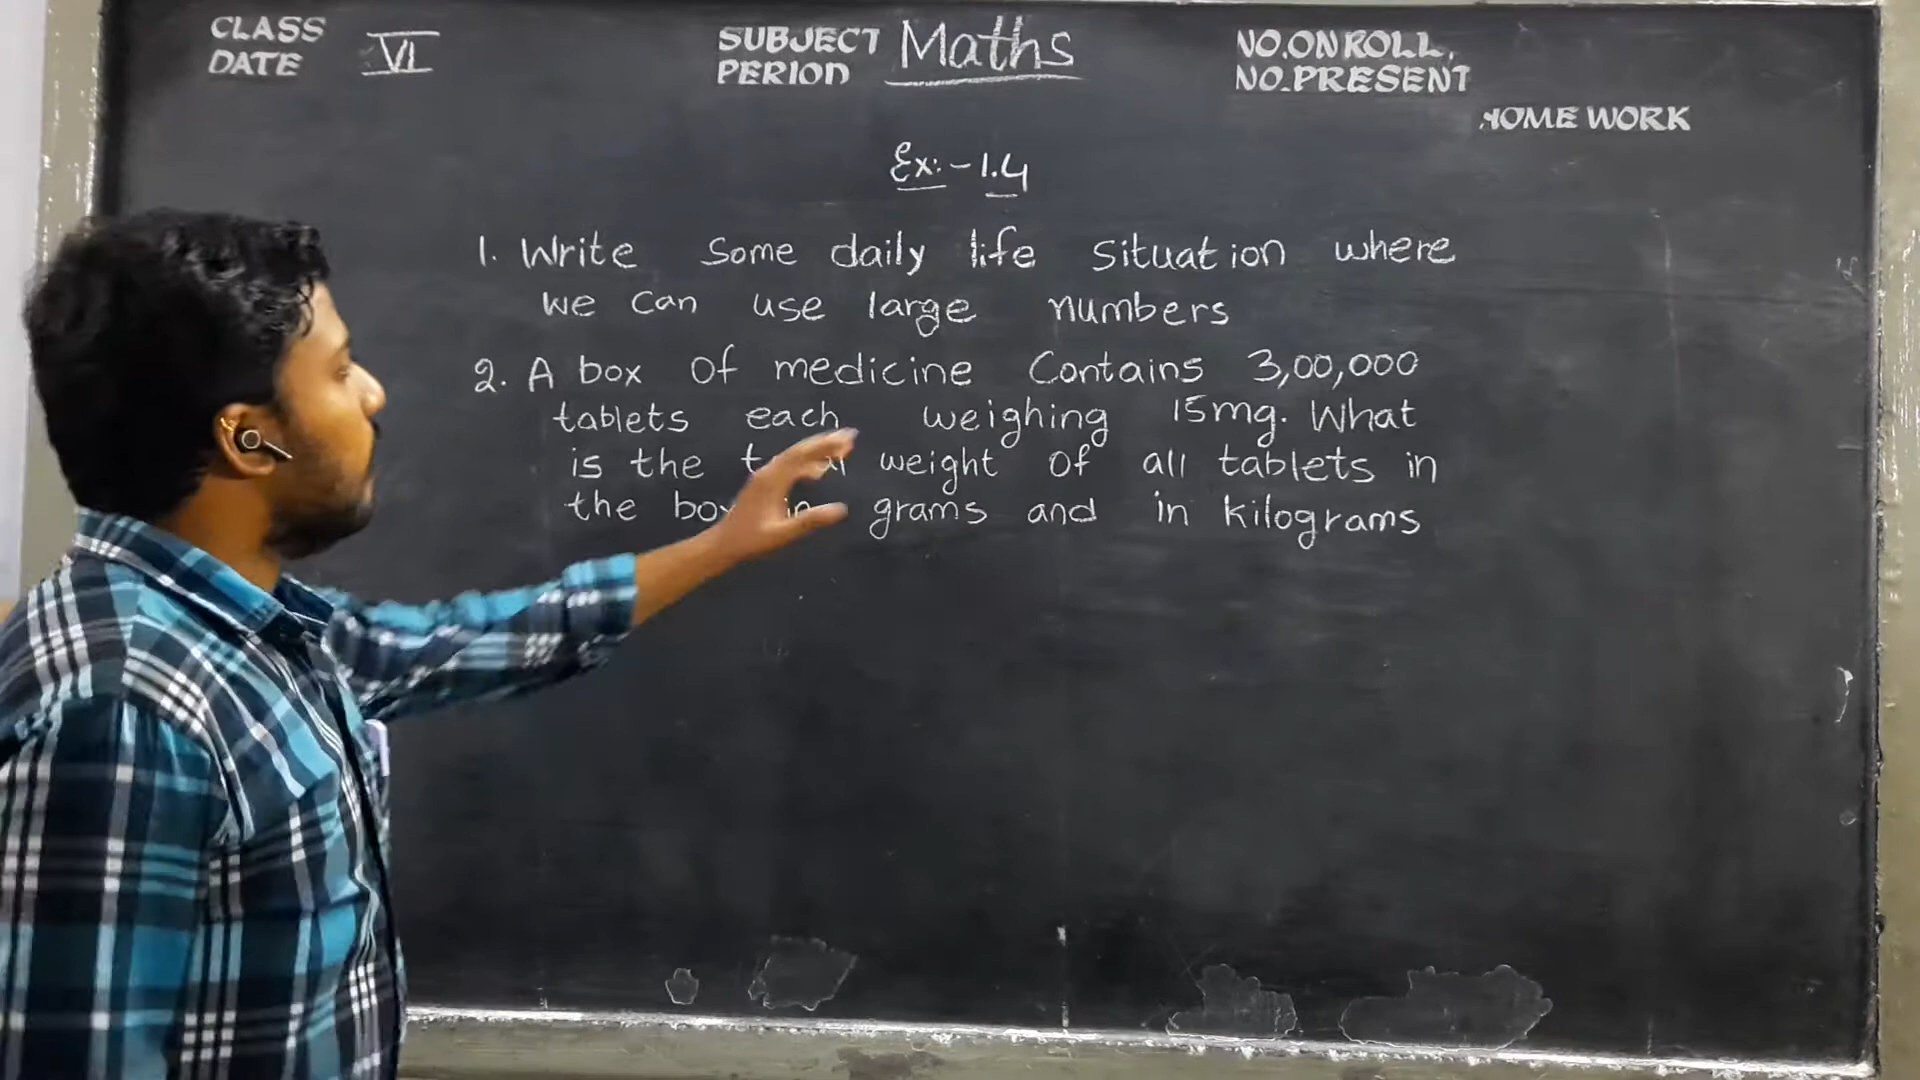 CLASS
DATE VI
SUBJECT Maths
PERIOD
NO.ON ROLL.
NO.PRESENT
HOME WORK
Ex:- 1.4
1. Write some daily life situation where
we can use large numbers
2. A box of medicine contains 3,00,000
tablets each weighing 15mg. What
is the weight of all tablets in
the box in grams and in kilograms